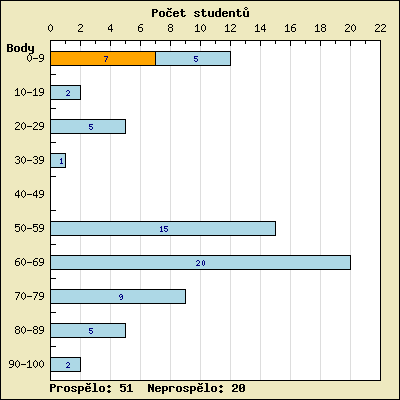 Počet studentů
0 2 4 6 8 10 12 14 16 18 20 22
Body
0-9 7 5
10-19 2
20-29 5
30-39 1
40-49
50-59 15
60-69 20
70-79 9
80-89 5
90-100 2
Prospělo: 51 Neprospělo: 20